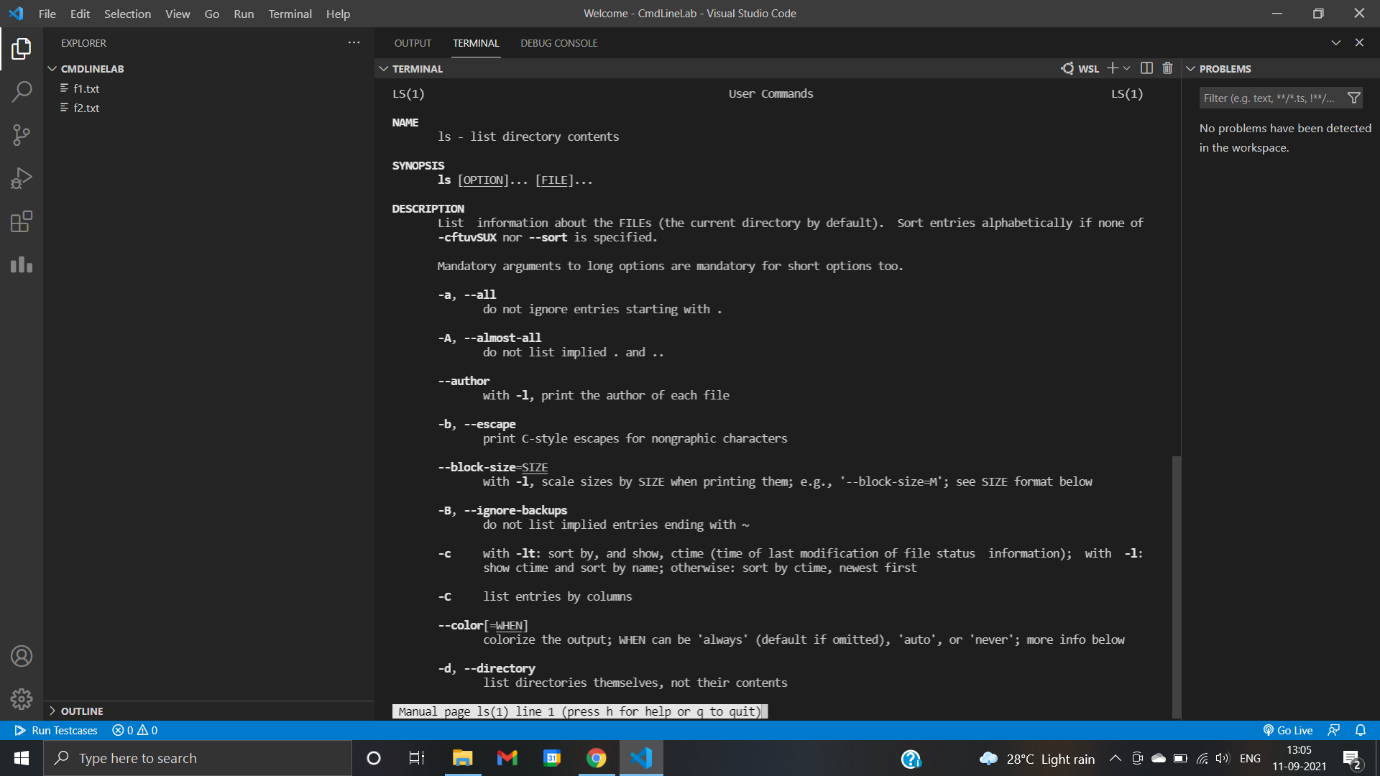 File Edit Selection View Go Run Terminal Help
Welcome - CmdLineLab - Visual Studio Code
EXPLORER
CMDLINELAB
f1.txt
f2.txt
OUTLINE
OUTPUT TERMINAL DEBUG CONSOLE
TERMINAL
WSL
LS(1) User Commands LS(1)
NAME
ls - list directory contents
SYNOPSIS
ls [OPTION]... [FILE]...
DESCRIPTION
List information about the FILEs (the current directory by default). Sort entries alphabetically if none of
-cftuvSUX nor --sort is specified.
Mandatory arguments to long options are mandatory for short options too.
-a, --all
do not ignore entries starting with .
-A, --almost-all
do not list implied . and ..
--author
with -l, print the author of each file
-b, --escape
print C-style escapes for nongraphic characters
--block-size=SIZE
with -l, scale sizes by SIZE when printing them; e.g., '--block-size=M'; see SIZE format below
-B, --ignore-backups
do not list implied entries ending with ~
-c with -lt: sort by, and show, ctime (time of last modification of file status information); with -l:
show ctime and sort by name; otherwise: sort by ctime, newest first
-C list entries by columns
--color[=WHEN]
colorize the output; WHEN can be 'always' (default if omitted), 'auto', or 'never'; more info below
-d, --directory
list directories themselves, not their contents
Manual page ls(1) line 1 (press h for help or q to quit)
PROBLEMS
Filter (e.g. text, **/*.ts, !**/...
No problems have been detected
in the workspace.
Run Testcases 0 0
Go Live
Type here to search
31
28°C Light rain
ENG
13:05
11-09-2021
2